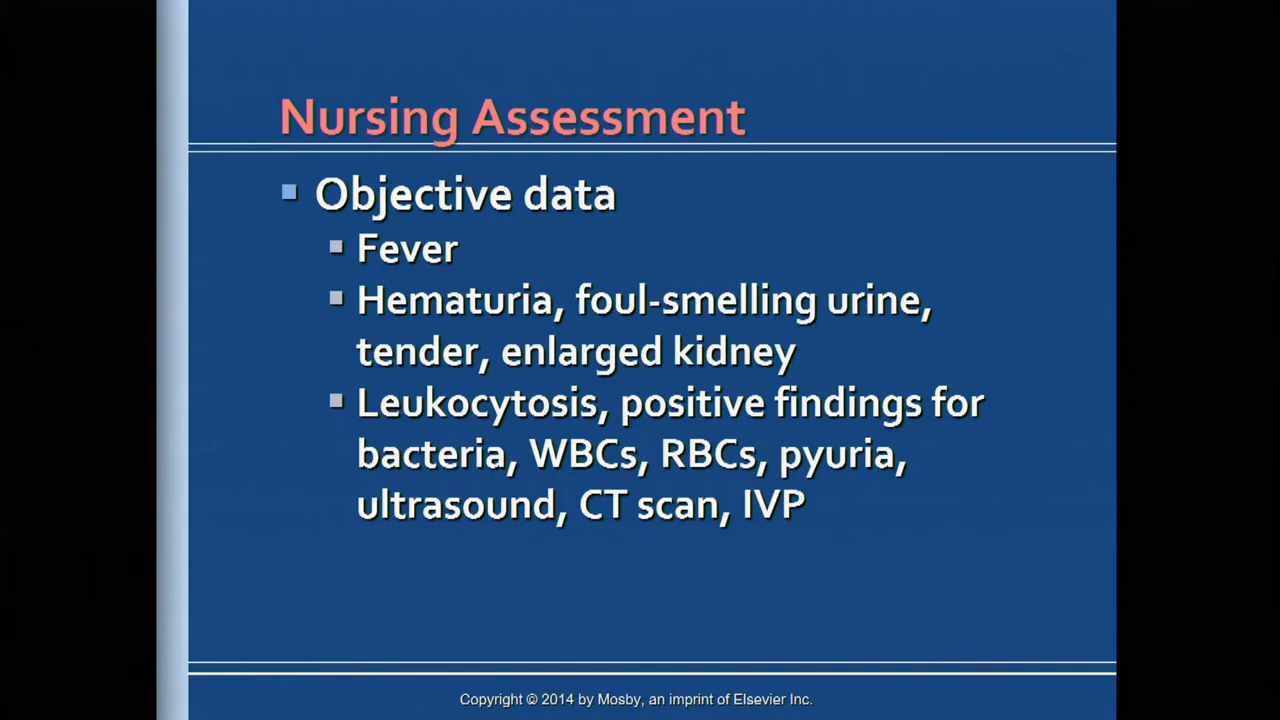 Nursing Assessment
Objective data
Fever
Hematuria, foul-smelling urine,
tender, enlarged kidney
Leukocytosis, positive findings for
bacteria, WBCs, RBCs, pyuria,
ultrasound, CT scan, IVP
Copyright © 2014 by Mosby, an imprint of Elsevier Inc.